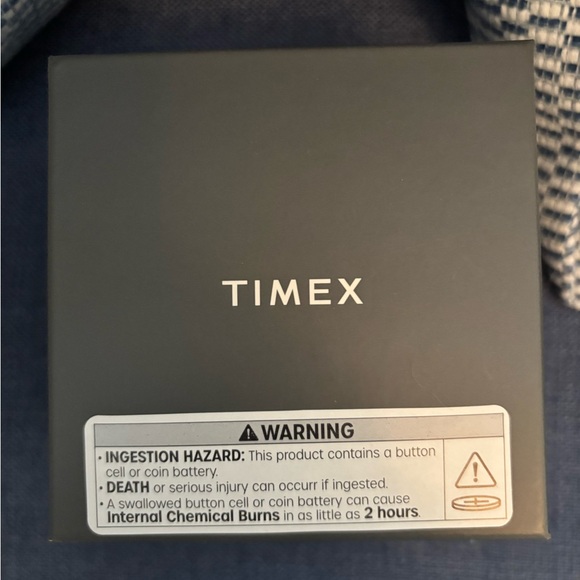 TIMEX
⚠ WARNING
• INGESTION HAZARD: This product contains a button
cell or coin battery.
• DEATH or serious injury can occurr if ingested.
• A swallowed button cell or coin battery can cause
Internal Chemical Burns in as little as 2 hours.